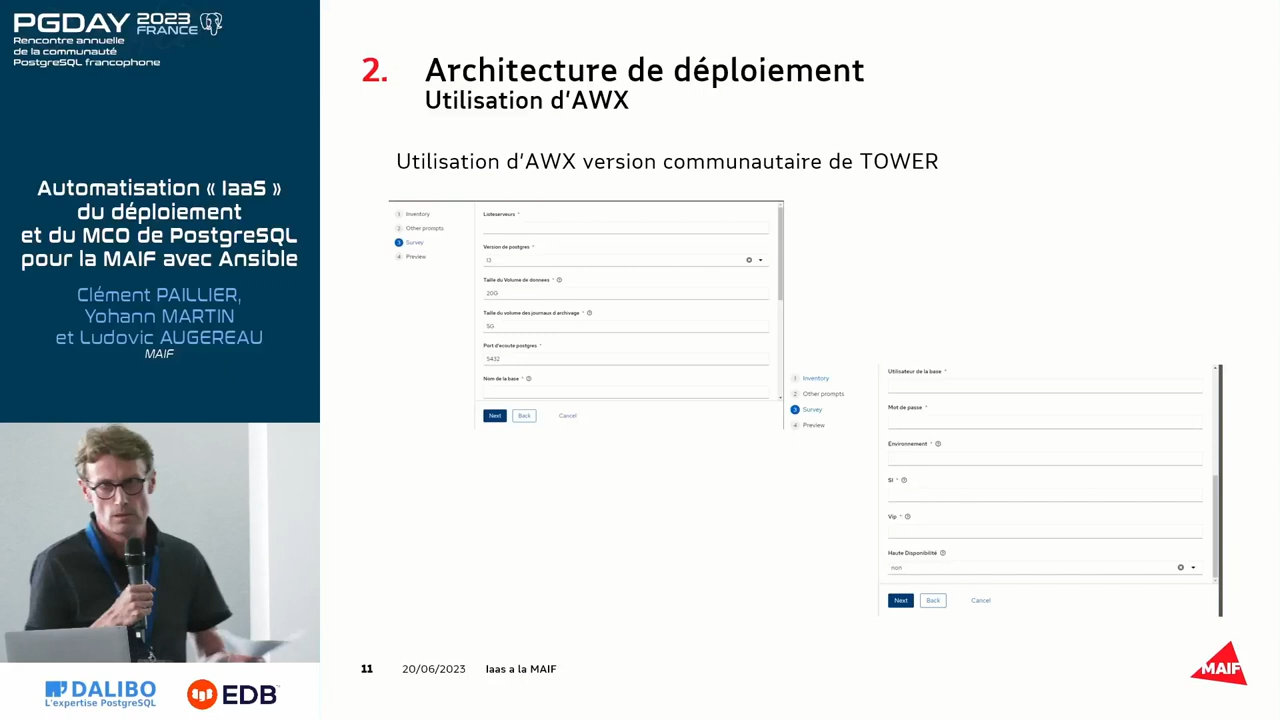 PGDAY 2023 FRANCE
Rencontre annuelle
de la communauté
PostgreSQL francophone
Automatisation « IaaS »
du déploiement
et du MCO de PostgreSQL
pour la MAIF avec Ansible
Clément PAILLIER,
Yohann MARTIN
et Ludovic AUGEREAU
MAIF
DALIBO
L'expertise PostgreSQL
EDB
2. Architecture de déploiement
Utilisation d'AWX
Utilisation d'AWX version communautaire de TOWER
1 Inventory
2 Other prompts
3 Survey
4 Preview
Listeserveurs *
Version de postgres *
13
Taille du Volume de donnees *
200
Taille du volume des journaux d archivage *
50
Port d'ecoute postgres *
5432
Nom de la base *
Next Back Cancel
1 Inventory
2 Other prompts
3 Survey
4 Preview
Utilisateur de la base *
Mot de passe *
Environnement *
SI *
Vip *
Haute Disponibilité
non
Next Back Cancel
11 20/06/2023 Iaas a la MAIF
MAIF